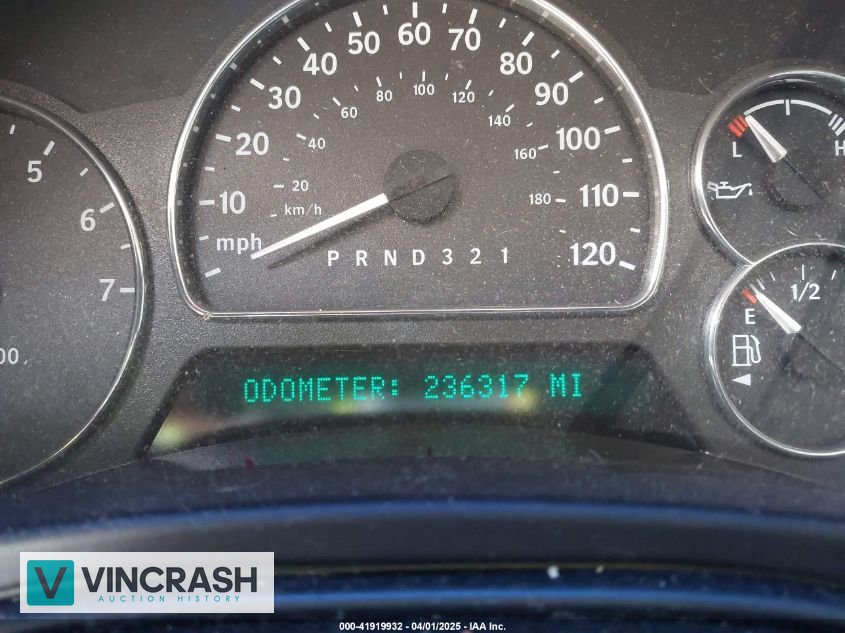 50 60 70
40 80
30 90
20 100
10 110
mph 120
60 80 100 120 140
40 160
20 180
km/h
P R N D 3 2 1
5
6
7
00
L H
1/2
E
ODOMETER: 236317 MI
V VINCRASH
AUCTION HISTORY
000-41919932 - 04/01/2025 - IAA Inc.